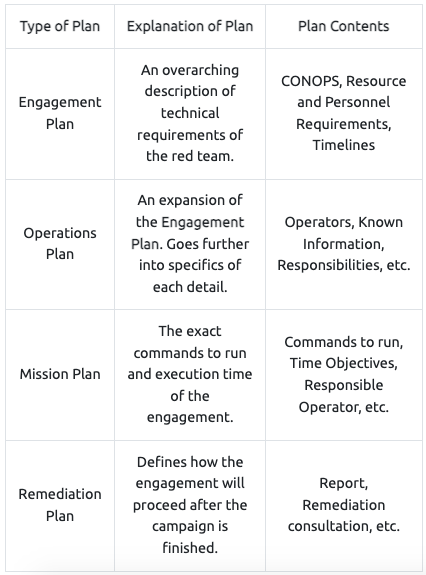 Type of Plan
Explanation of Plan
Plan Contents
Engagement
Plan
An overarching
description of
technical
requirements of
the red team.
CONOPS, Resource
and Personnel
Requirements,
Timelines
Operations
Plan
An expansion of
the Engagement
Plan. Goes further
into specifics of
each detail.
Operators, Known
Information,
Responsibilities, etc.
Mission Plan
The exact
commands to run
and execution time
of the
engagement.
Commands to run,
Time Objectives,
Responsible
Operator, etc.
Remediation
Plan
Defines how the
engagement will
proceed after the
campaign is
finished.
Report,
Remediation
consultation, etc.